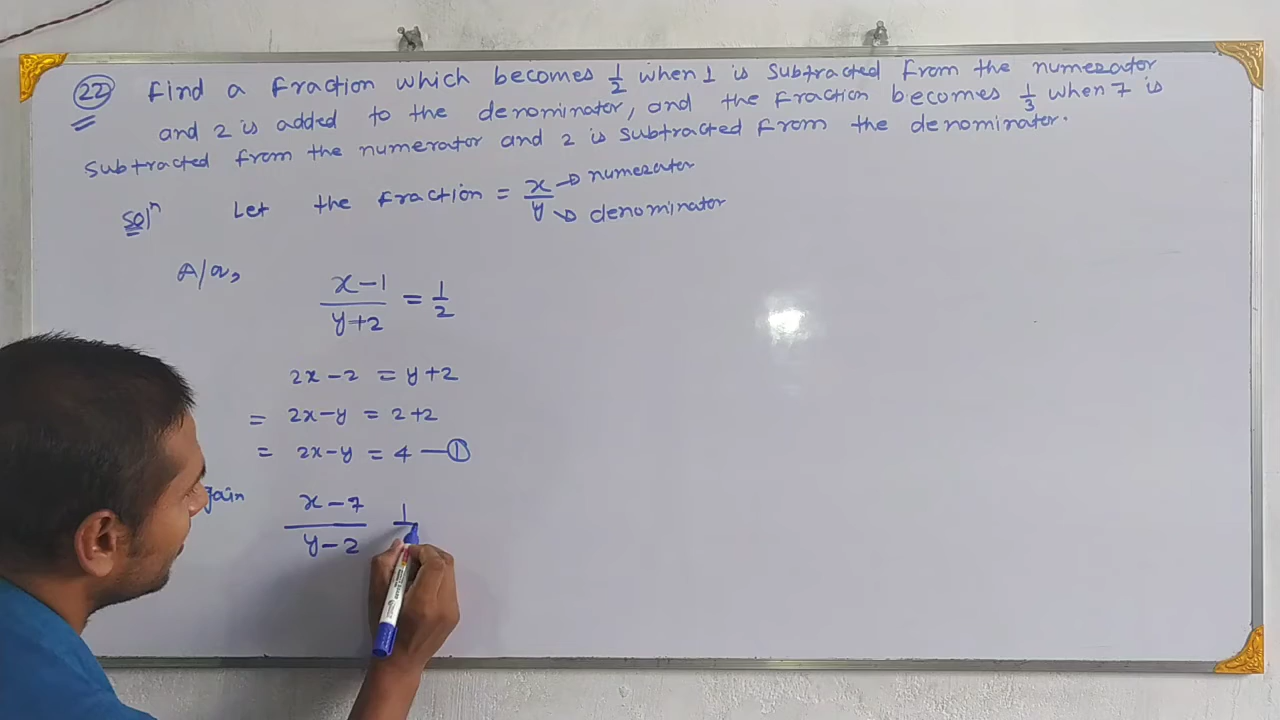 22 Find a fraction which becomes 1/2 when 1 is subtracted from the numerator
and 2 is added to the denominator, and the fraction becomes 1/3 when 7 is
subtracted from the numerator and 2 is subtracted from the denominator.
Solⁿ Let the fraction = x/y → numerator
→ denominator
A/q,
(x-1)/(y+2) = 1/2
2x-2 = y+2
= 2x-y = 2+2
= 2x-y = 4 — ①
gain (x-7)/(y-2) 1/